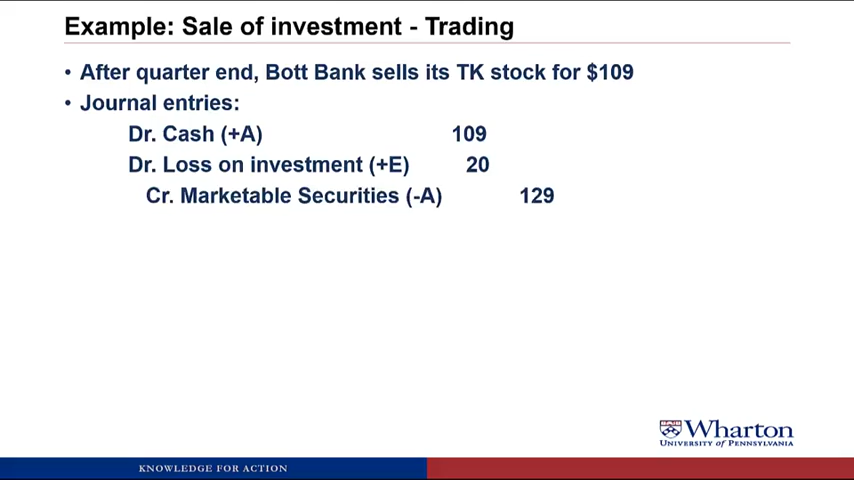 Example: Sale of investment - Trading
• After quarter end, Bott Bank sells its TK stock for $109
• Journal entries:
Dr. Cash (+A) 109
Dr. Loss on investment (+E) 20
Cr. Marketable Securities (-A) 129
Wharton
UNIVERSITY OF PENNSYLVANIA
KNOWLEDGE FOR ACTION